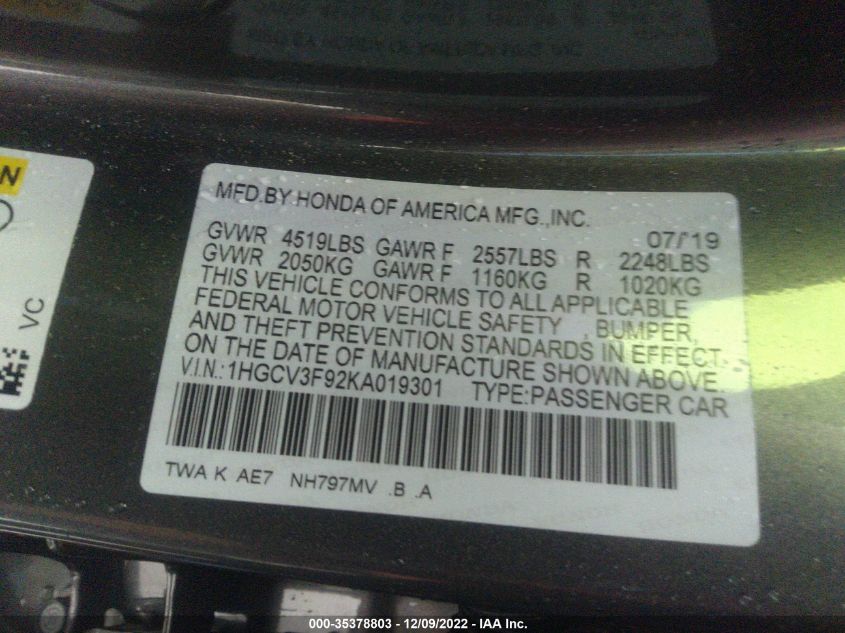 MFD.BY HONDA OF AMERICA MFG.,INC.
07/'19
GVWR 4519LBS GAWR F 2557LBS R 2248LBS
GVWR 2050KG GAWR F 1160KG R 1020KG
THIS VEHICLE CONFORMS TO ALL APPLICABLE
FEDERAL MOTOR VEHICLE SAFETY , BUMPER,
AND THEFT PREVENTION STANDARDS IN EFFECT
ON THE DATE OF MANUFACTURE SHOWN ABOVE.
V.I.N.:1HGCV3F92KA019301 TYPE:PASSENGER CAR
TWA K AE7 NH797MV .B .A
VC
000-35378803 - 12/09/2022 - IAA Inc.